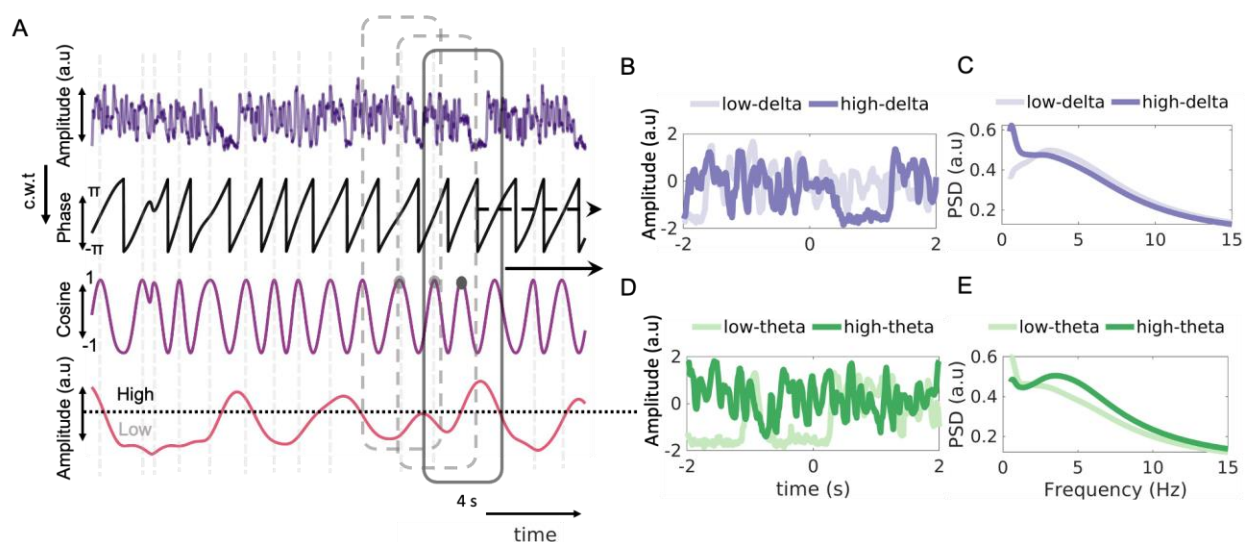 A
Amplitude (a.u)
c.w.t
Phase
π
-π
Cosine
1
-1
Amplitude (a.u)
High
Low
4 s
time
B
low-delta high-delta
Amplitude (a.u)
2
0
-2
-2 0 2
C
low-delta high-delta
PSD (a.u)
0.6
0.4
0.2
0 5 10 15
D
low-theta high-theta
Amplitude (a.u)
2
0
-2
-2 0 2
time (s)
E
low-theta high-theta
PSD (a.u)
0.6
0.4
0.2
0 5 10 15
Frequency (Hz)